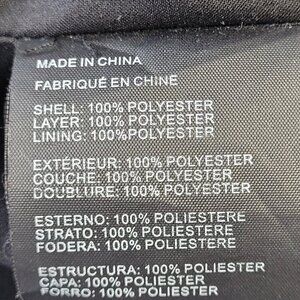 MADE IN CHINA
FABRIQUÉ EN CHINE
SHELL: 100% POLYESTER
LAYER: 100% POLYESTER
LINING: 100% POLYESTER
EXTÉRIEUR: 100% POLYESTER
COUCHE: 100% POLYESTER
DOUBLURE: 100% POLYESTER
ESTERNO: 100% POLIESTERE
STRATO: 100% POLIESTERE
FODERA: 100% POLIESTERE
ESTRUCTURA: 100% POLIESTER
CAPA: 100% POLIESTER
FORRO: 100% POLIESTER